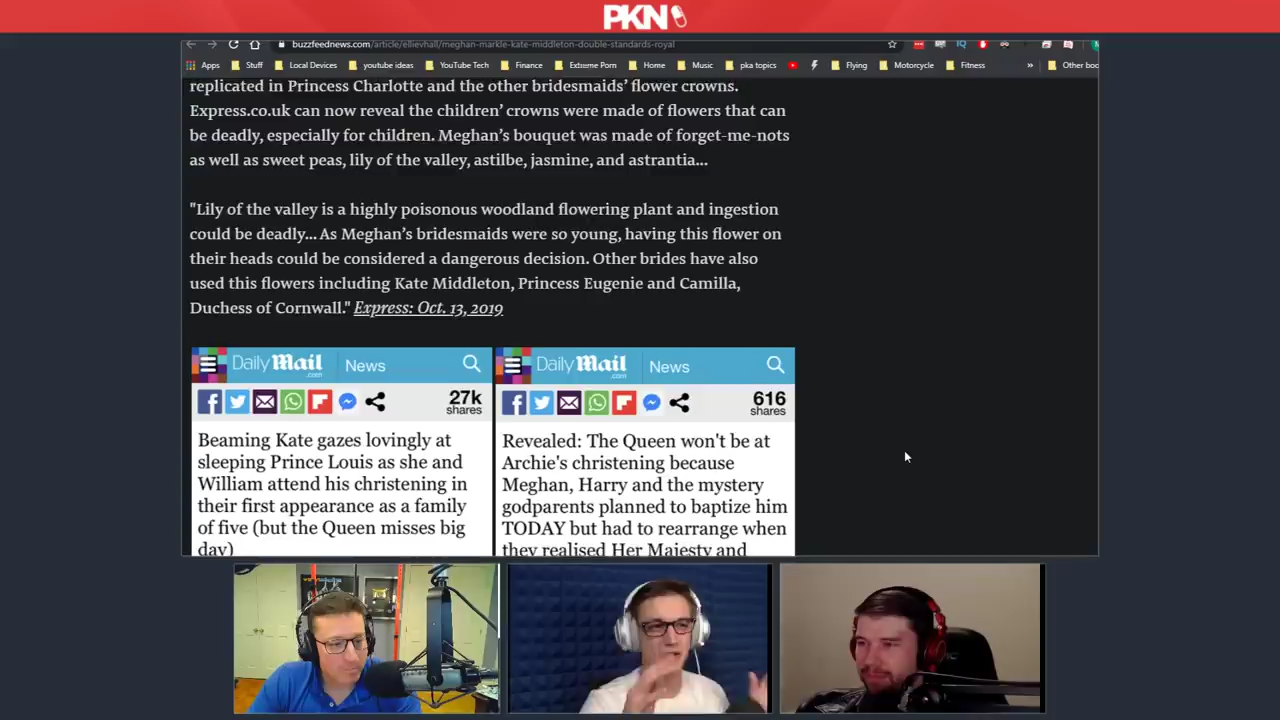 PKN
buzzfeednews.com/article/ellievhall/meghan-markle-kate-middleton-double-standards-royal
Apps Stuff Local Devices youtube ideas YouTube Tech Finance Extreme Porn Home Music pka topics Flying Motorcycle Fitness » Other boo
replicated in Princess Charlotte and the other bridesmaids’ flower crowns.
Express.co.uk can now reveal the children’ crowns were made of flowers that can
be deadly, especially for children. Meghan’s bouquet was made of forget-me-nots
as well as sweet peas, lily of the valley, astilbe, jasmine, and astrantia...
"Lily of the valley is a highly poisonous woodland flowering plant and ingestion
could be deadly... As Meghan’s bridesmaids were so young, having this flower on
their heads could be considered a dangerous decision. Other brides have also
used this flowers including Kate Middleton, Princess Eugenie and Camilla,
Duchess of Cornwall." Express: Oct. 13, 2019
Daily Mail .com News
27k
shares
Beaming Kate gazes lovingly at
sleeping Prince Louis as she and
William attend his christening in
their first appearance as a family
of five (but the Queen misses big
day)
Daily Mail .com News
616
shares
Revealed: The Queen won't be at
Archie's christening because
Meghan, Harry and the mystery
godparents planned to baptize him
TODAY but had to rearrange when
they realised Her Majesty and